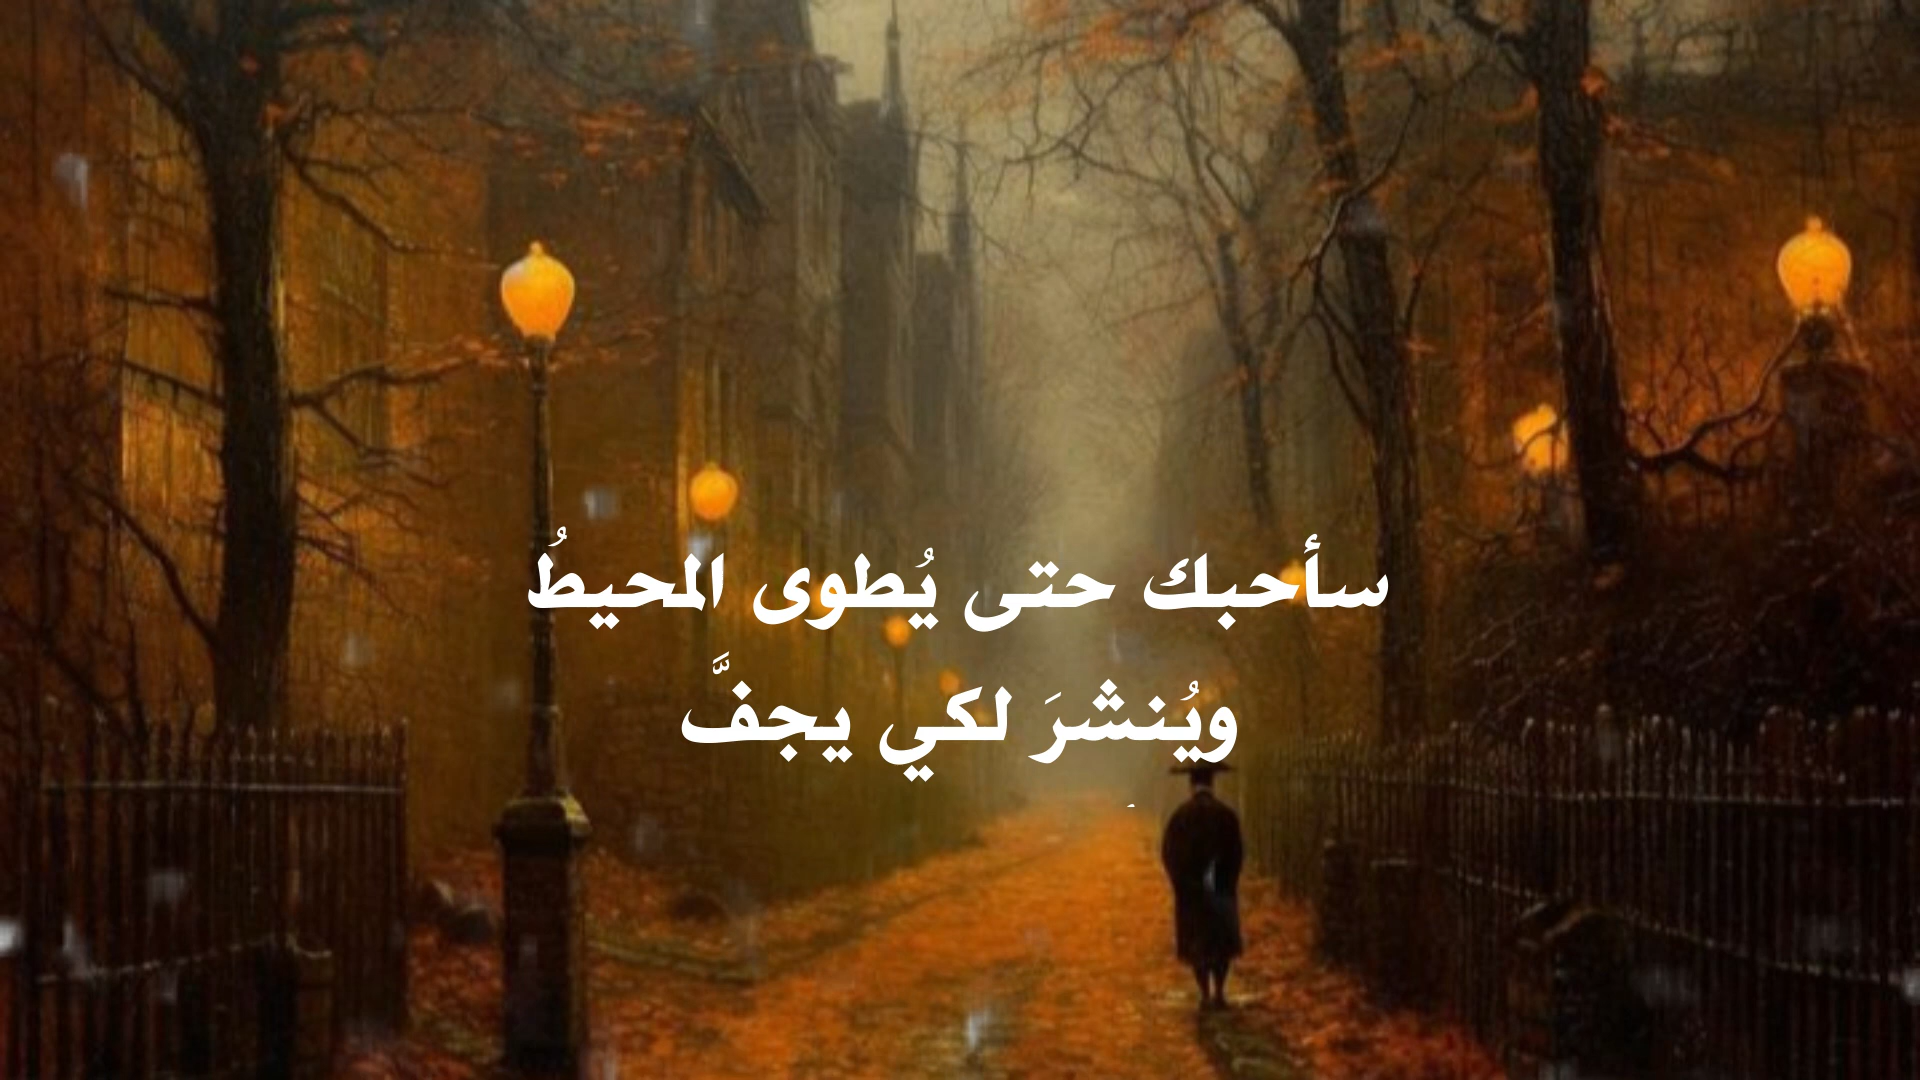 سأحبك حتى يُطوى المحيطُ
ويُنشرَ لكي يجفَّ